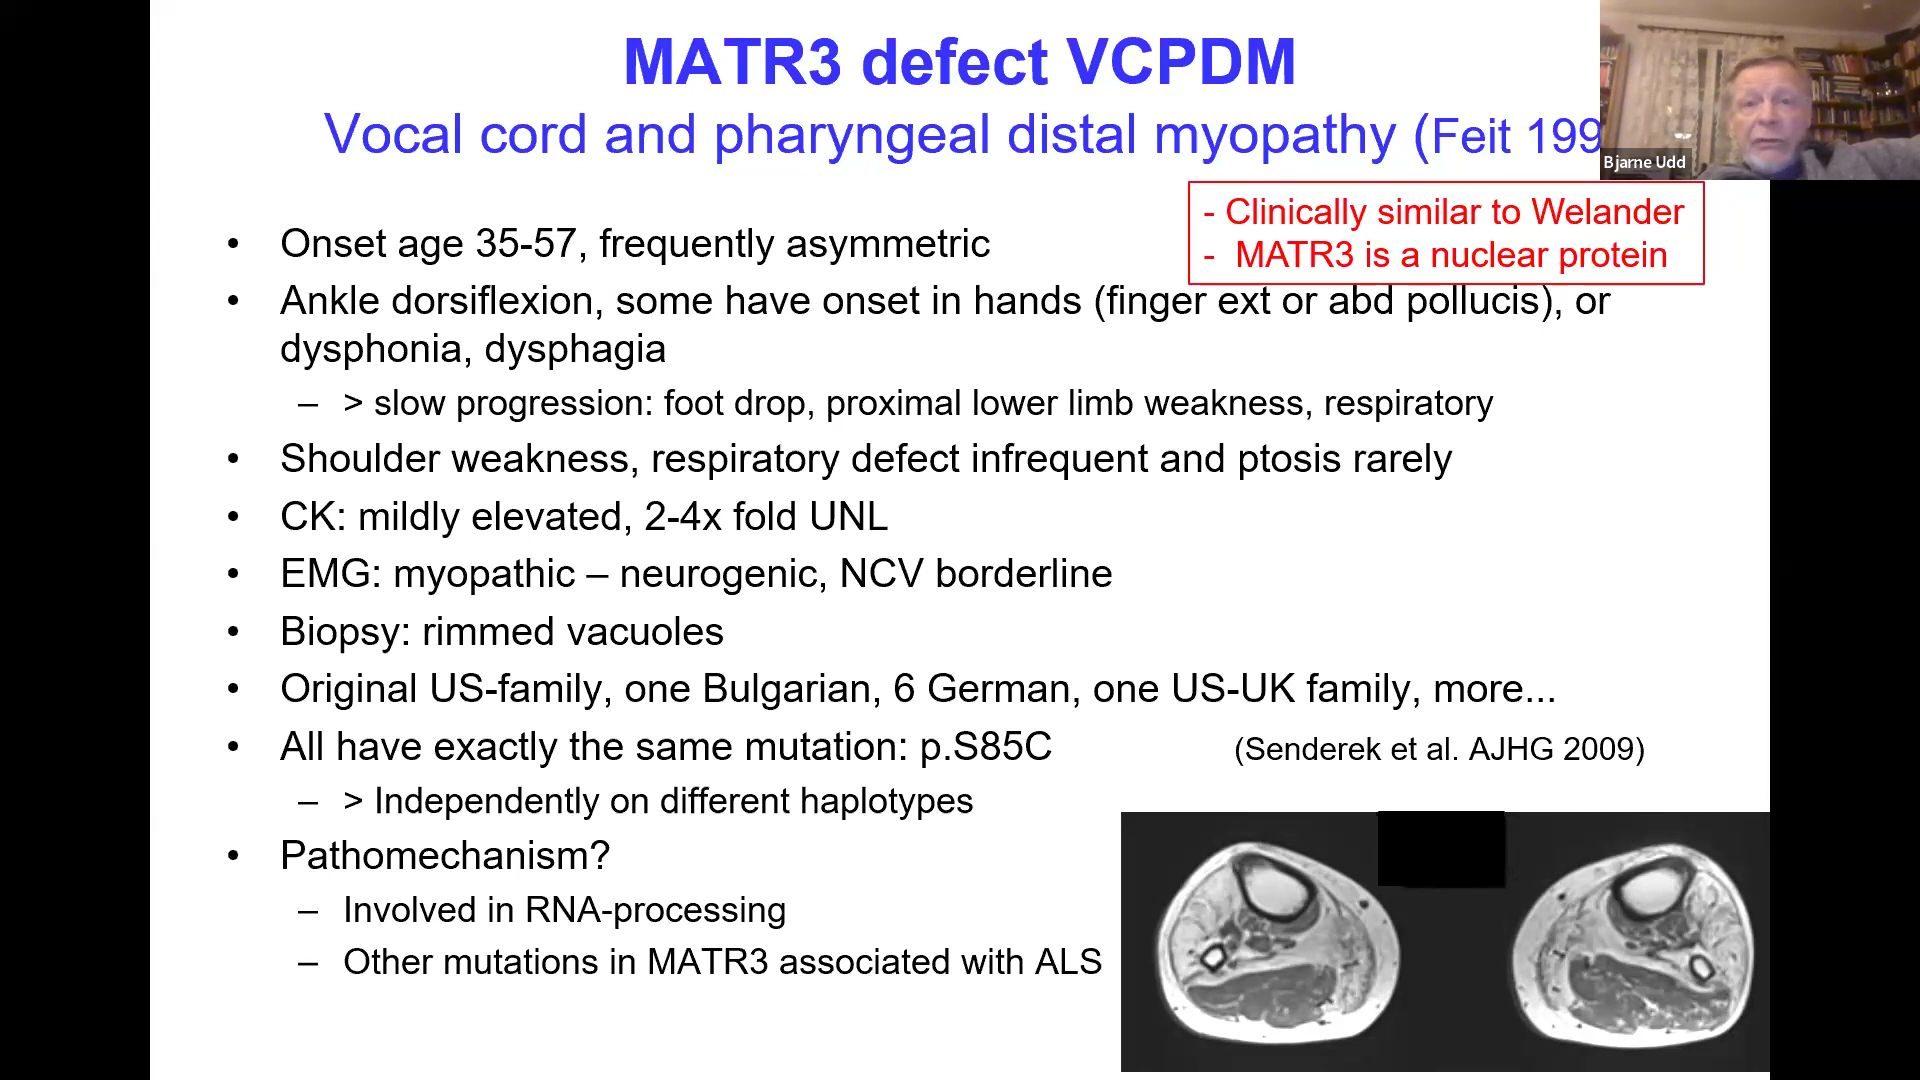 MATR3 defect VCPDM
Vocal cord and pharyngeal distal myopathy (Feit 199
Bjarne Udd
- Clinically similar to Welander
- MATR3 is a nuclear protein
• Onset age 35-57, frequently asymmetric
• Ankle dorsiflexion, some have onset in hands (finger ext or abd pollucis), or
dysphonia, dysphagia
– > slow progression: foot drop, proximal lower limb weakness, respiratory
• Shoulder weakness, respiratory defect infrequent and ptosis rarely
• CK: mildly elevated, 2-4x fold UNL
• EMG: myopathic – neurogenic, NCV borderline
• Biopsy: rimmed vacuoles
• Original US-family, one Bulgarian, 6 German, one US-UK family, more...
• All have exactly the same mutation: p.S85C (Senderek et al. AJHG 2009)
– > Independently on different haplotypes
• Pathomechanism?
– Involved in RNA-processing
– Other mutations in MATR3 associated with ALS